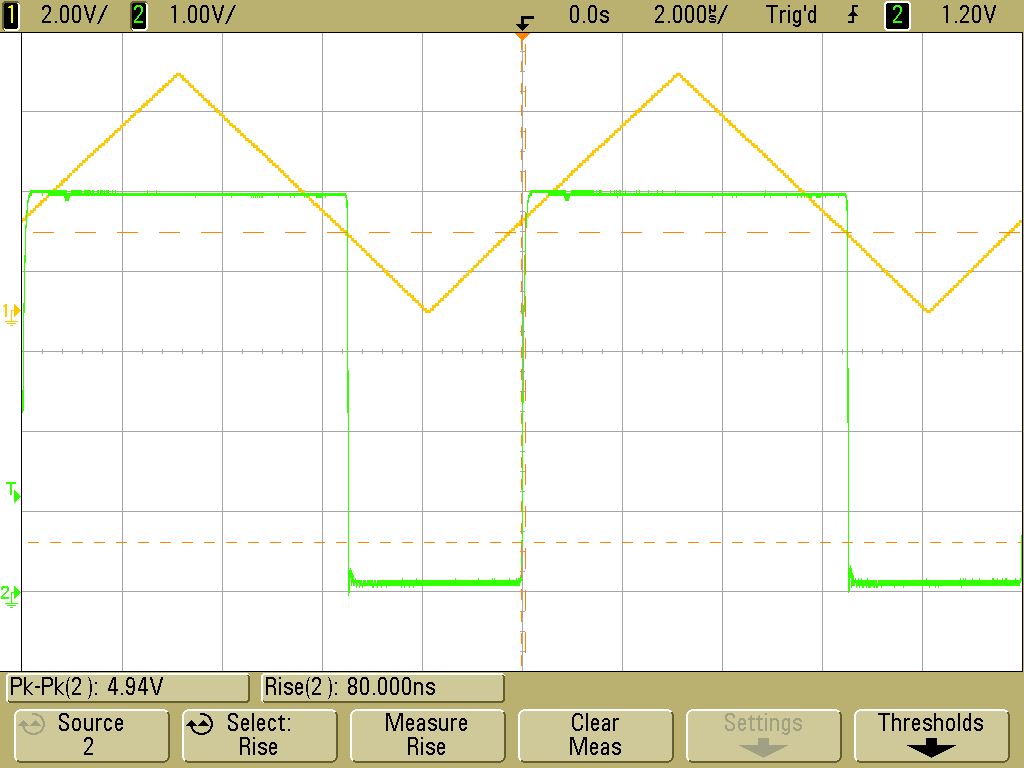 1 2.00V/ 2 1.00V/ 0.0s 2.000µs/ Trig'd 2 1.20V
1
T
2
Pk-Pk(2): 4.94V Rise(2): 80.000ns
Source
2
Select:
Rise
Measure
Rise
Clear
Meas
Settings
Thresholds